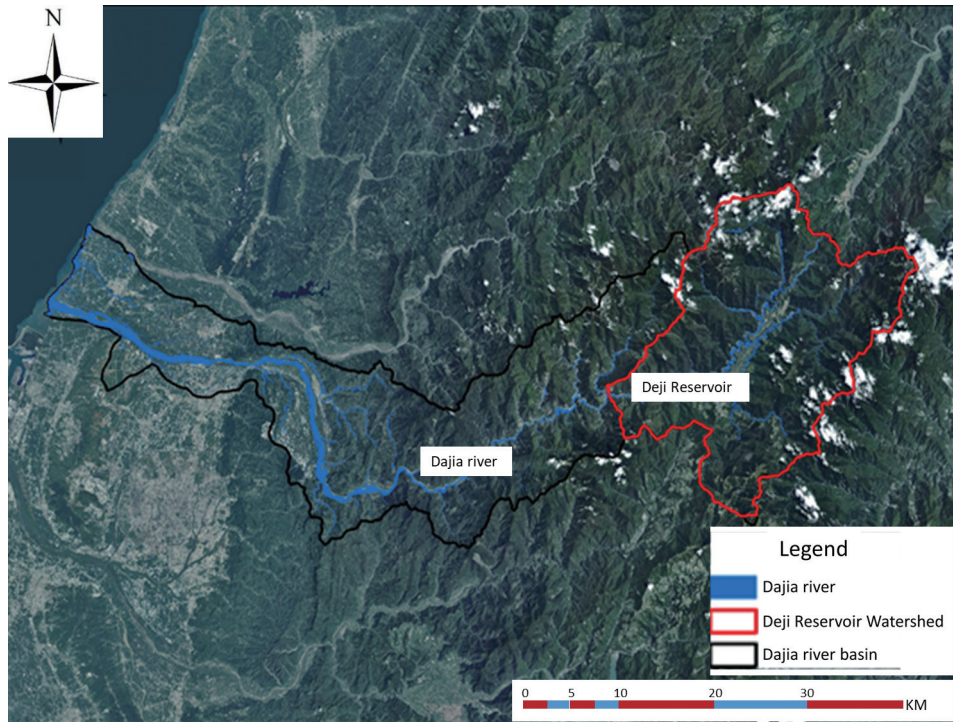 N
Deji Reservoir
Dajia river
Legend
Dajia river
Deji Reservoir Watershed
Dajia river basin
0 5 10 20 30 KM